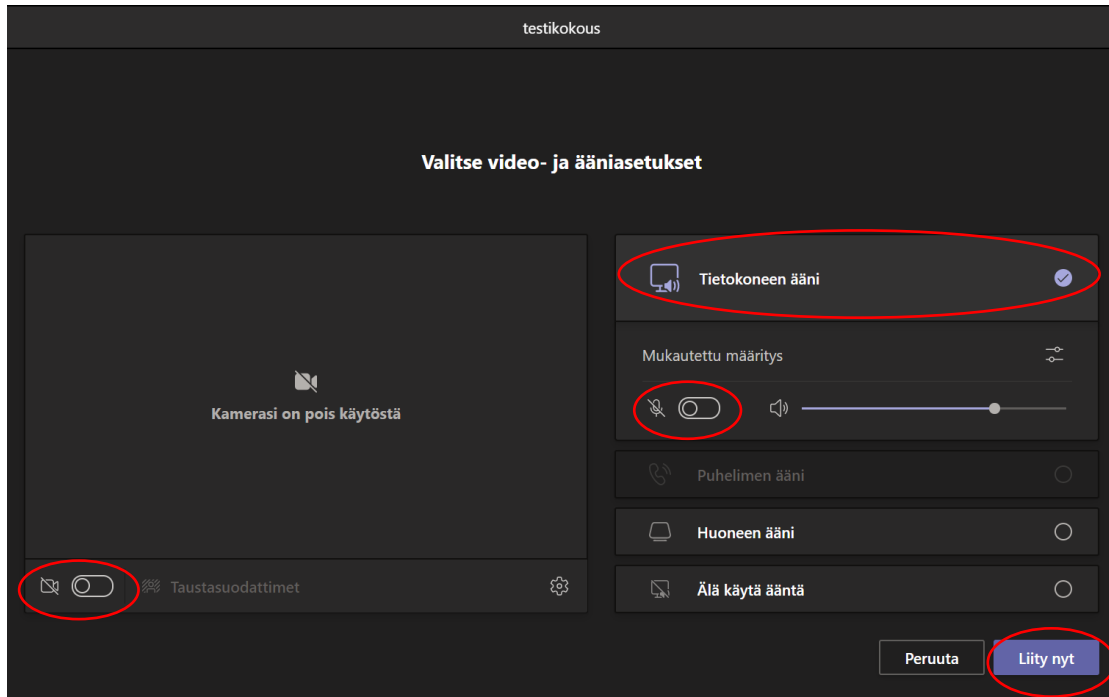 testikokous
Valitse video- ja ääniasetukset
Kamerasi on pois käytöstä
Taustasuodattimet
Tietokoneen ääni
Mukautettu määritys
Puhelimen ääni
Huoneen ääni
Älä käytä ääntä
Peruuta
Liity nyt